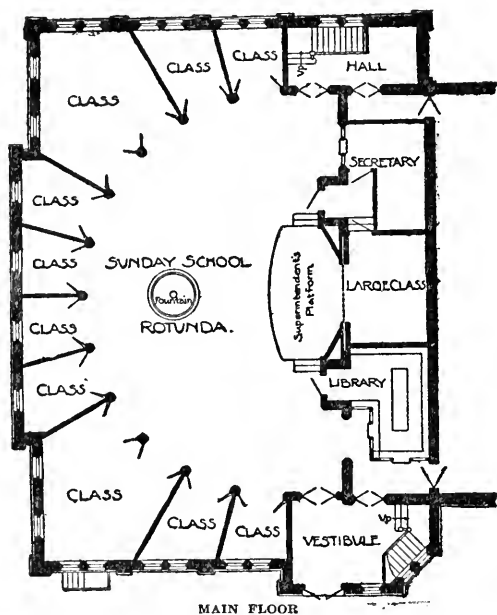 CLASS
CLASS
UP
HALL
CLASS
SECRETARY
CLASS
SUNDAY SCHOOL
CLASS
Fountain
Superintendent's
Platform
LARGE CLASS
ROTUNDA.
CLASS
LIBRARY
CLASS
CLASS
CLASS
CLASS
UP
VESTIBULE
MAIN FLOOR